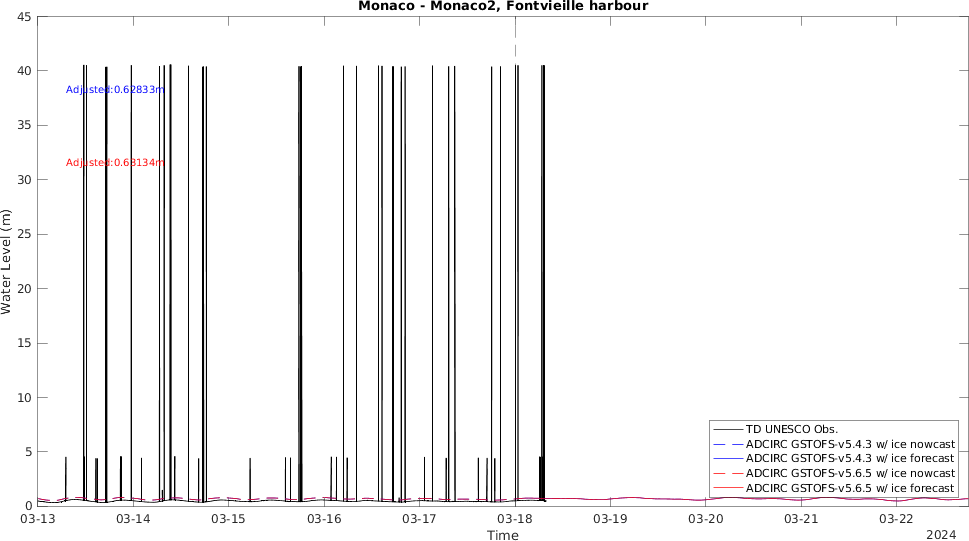 Monaco - Monaco2, Fontvieille harbour
45
40
35
30
25
20
15
10
5
0
Water Level (m)
Adjusted:0.62833m
Adjusted:0.63134m
TD UNESCO Obs.
ADCIRC GSTOFS-v5.4.3 w/ ice nowcast
ADCIRC GSTOFS-v5.4.3 w/ ice forecast
ADCIRC GSTOFS-v5.6.5 w/ ice nowcast
ADCIRC GSTOFS-v5.6.5 w/ ice forecast
03-13 03-14 03-15 03-16 03-17 03-18 03-19 03-20 03-21 03-22
Time
2024